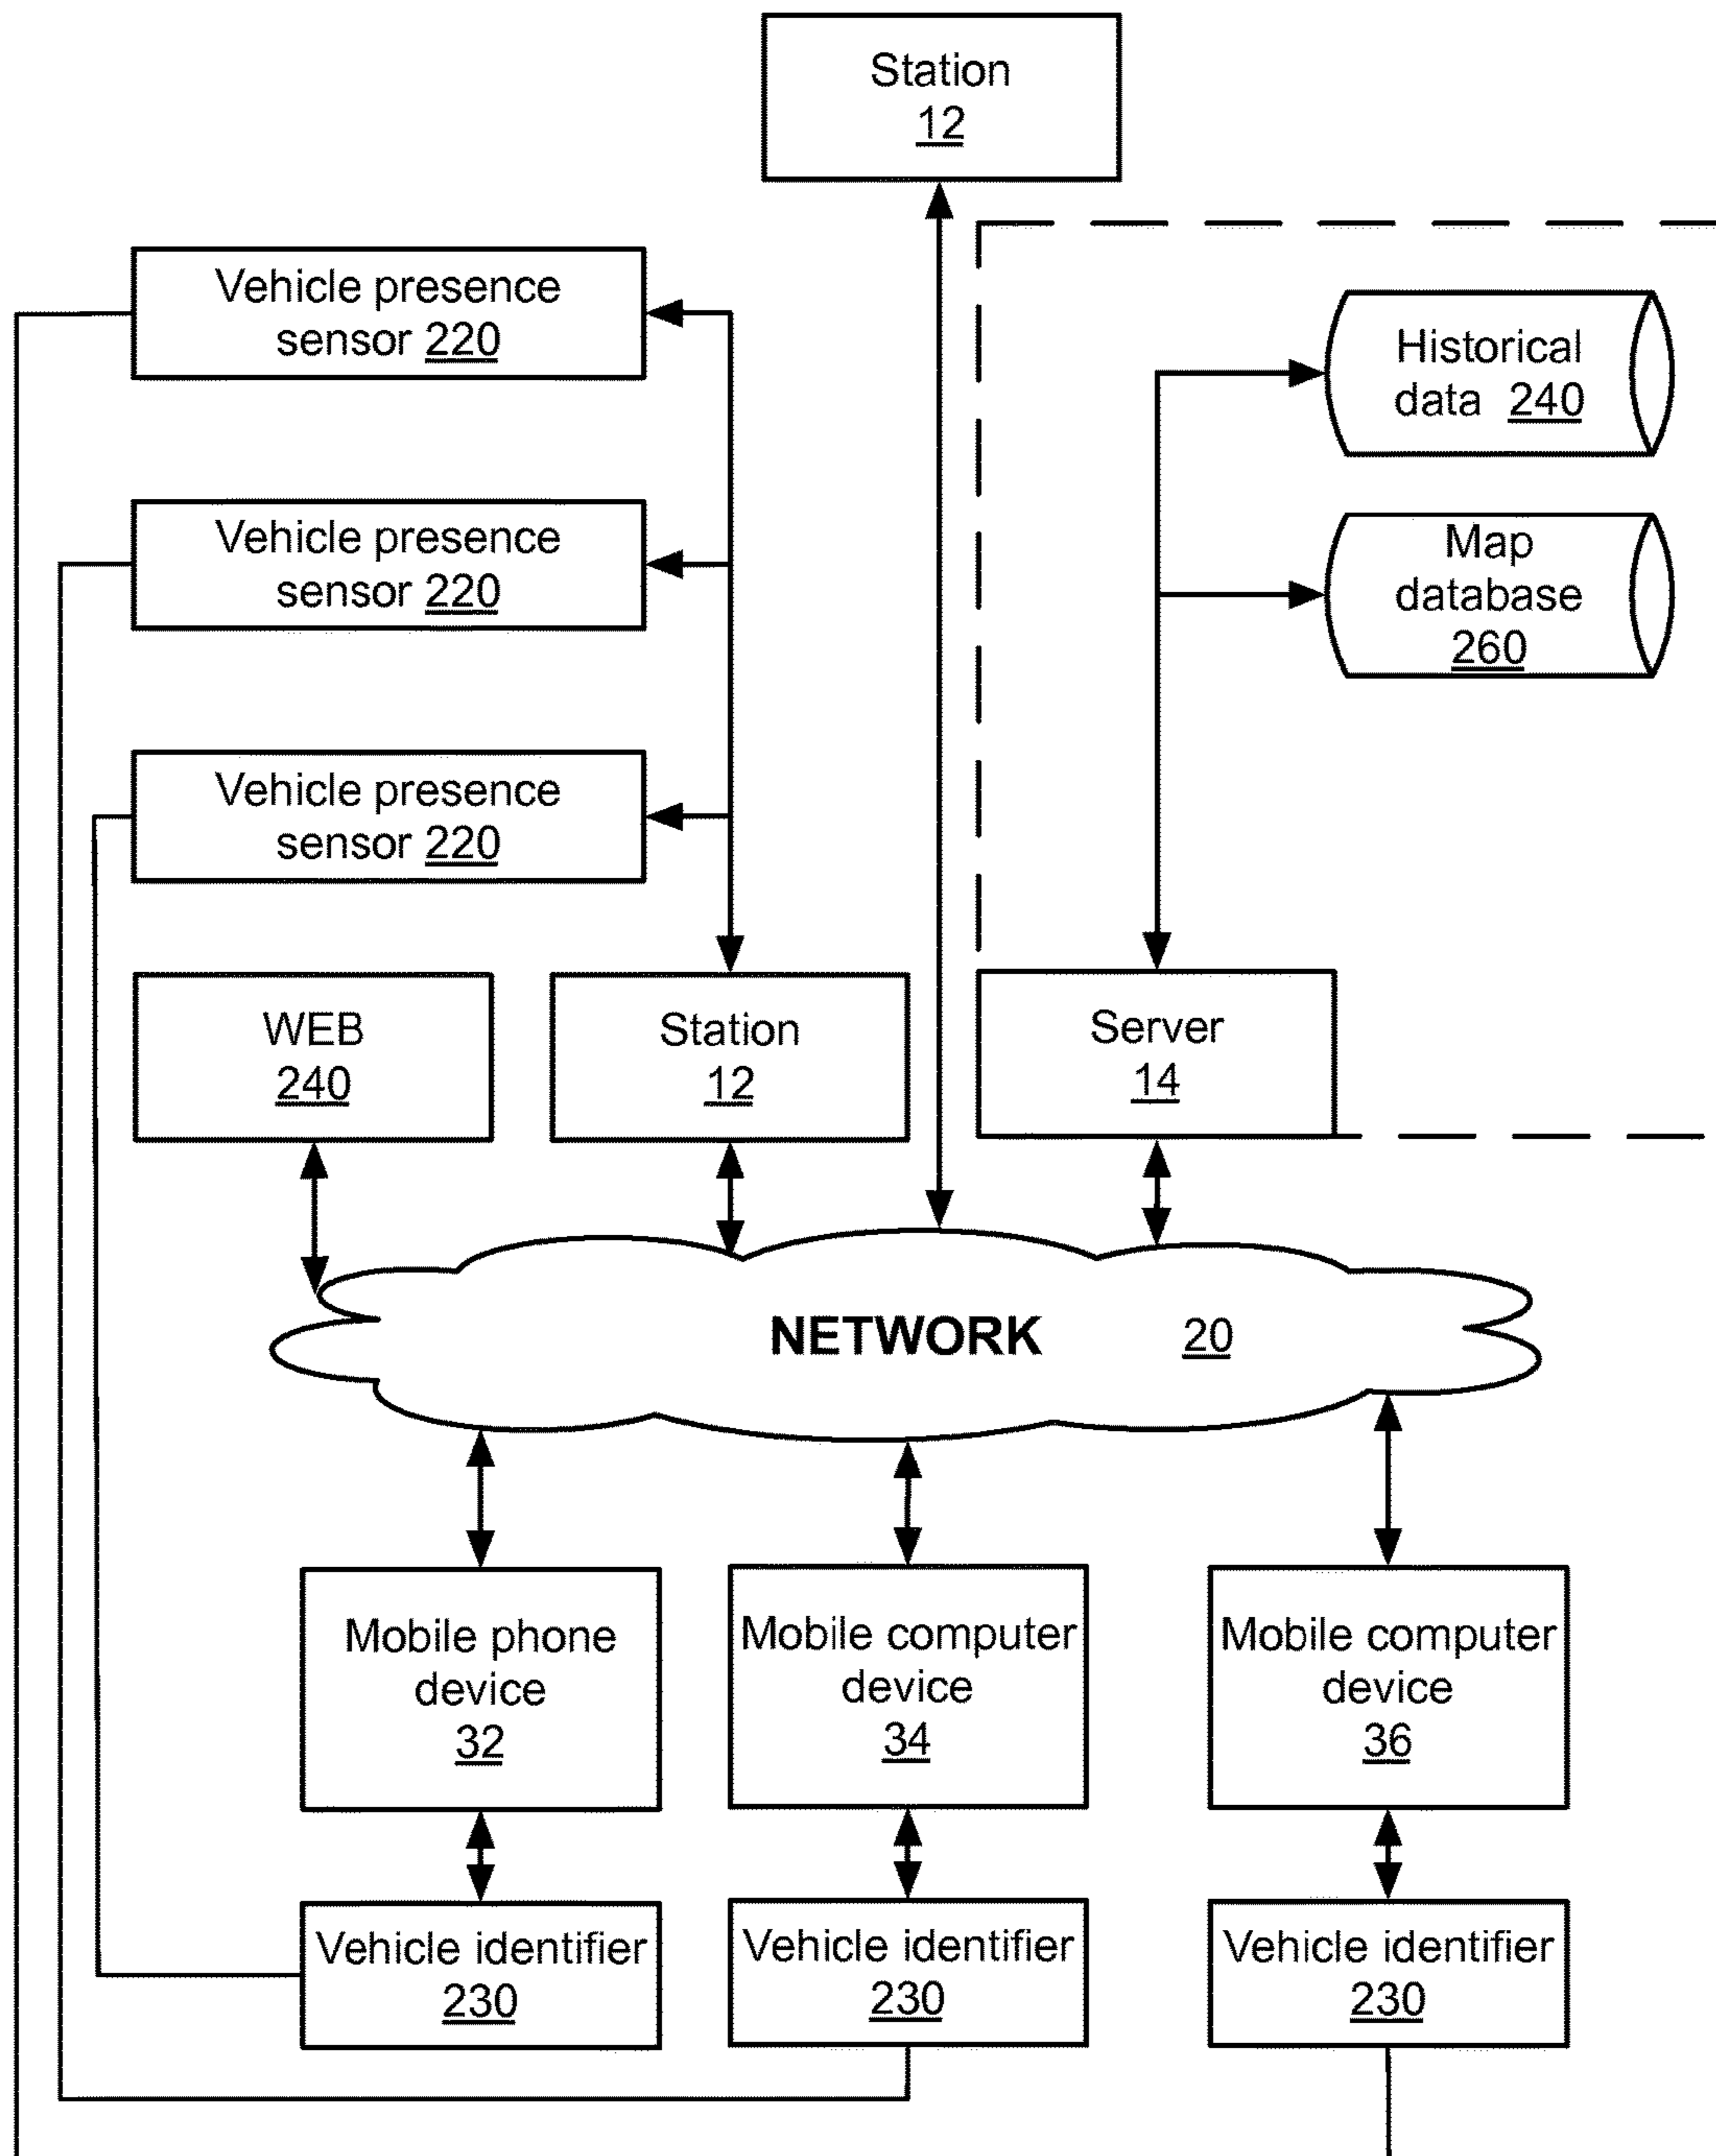 Station
12
Vehicle presence
sensor 220
Historical
data 240
Vehicle presence
sensor 220
Map
database
260
Vehicle presence
sensor 220
WEB
240
Station
12
Server
14
NETWORK 20
Mobile phone
device
32
Mobile computer
device
34
Mobile computer
device
36
Vehicle identifier
230
Vehicle identifier
230
Vehicle identifier
230